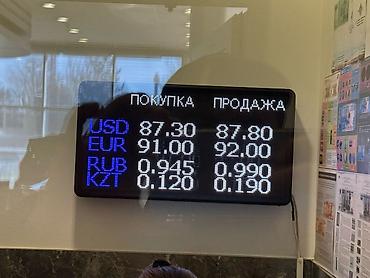 ПОКУПКА ПРОДАЖА
USD 87.30 87.80
EUR 91.00 92.00
RUB 0.945 0.990
KZT 0.120 0.190